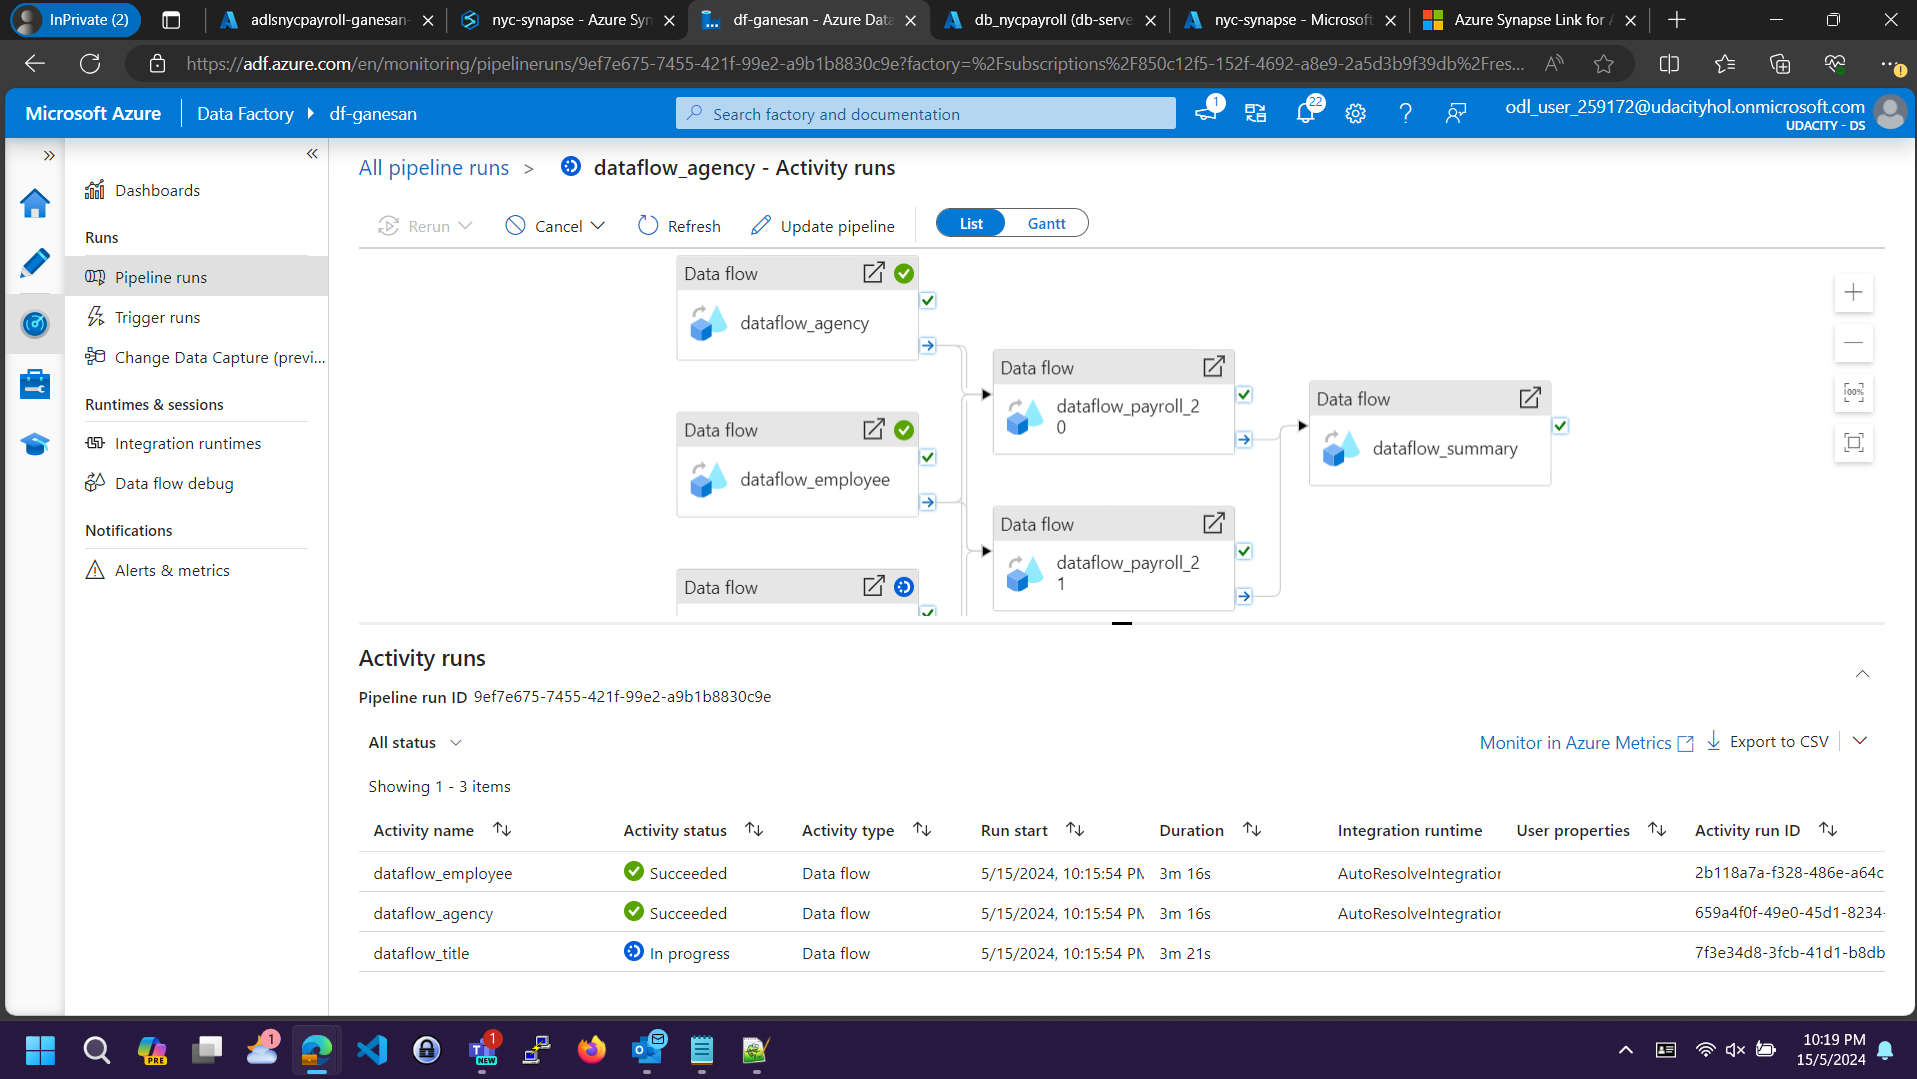 InPrivate (2)
adlsnycpayroll-ganesan-
nyc-synapse - Azure Syn
df-ganesan - Azure Data
db_nycpayroll (db-serve
nyc-synapse - Microsoft
Azure Synapse Link for
https://adf.azure.com/en/monitoring/pipelineruns/9ef7e675-7455-421f-99e2-a9b1b8830c9e?factory=%2Fsubscriptions%2F850c12f5-152f-4692-a8e9-2a5d3b9f39db%2Fres...
Microsoft Azure
Data Factory
df-ganesan
Search factory and documentation
1
22
odl_user_259172@udacityhol.onmicrosoft.com
UDACITY - DS
Dashboards
Runs
Pipeline runs
Trigger runs
Change Data Capture (previ...
Runtimes & sessions
Integration runtimes
Data flow debug
Notifications
Alerts & metrics
All pipeline runs >
dataflow_agency - Activity runs
Rerun
Cancel
Refresh
Update pipeline
List
Gantt
Data flow
dataflow_agency
Data flow
dataflow_employee
Data flow
Data flow
dataflow_payroll_2
0
Data flow
dataflow_payroll_2
1
Data flow
dataflow_summary
100%
Activity runs
Pipeline run ID 9ef7e675-7455-421f-99e2-a9b1b8830c9e
All status
Monitor in Azure Metrics
Export to CSV
Showing 1 - 3 items
Activity name Activity status Activity type Run start Duration Integration runtime User properties Activity run ID
dataflow_employee Succeeded Data flow 5/15/2024, 10:15:54 PM 3m 16s AutoResolveIntegration 2b118a7a-f328-486e-a64c
dataflow_agency Succeeded Data flow 5/15/2024, 10:15:54 PM 3m 16s AutoResolveIntegration 659a4f0f-49e0-45d1-8234-
dataflow_title In progress Data flow 5/15/2024, 10:15:54 PM 3m 21s 7f3e34d8-3fcb-41d1-b8db
PRE
1
1
NEW
10:19 PM
15/5/2024